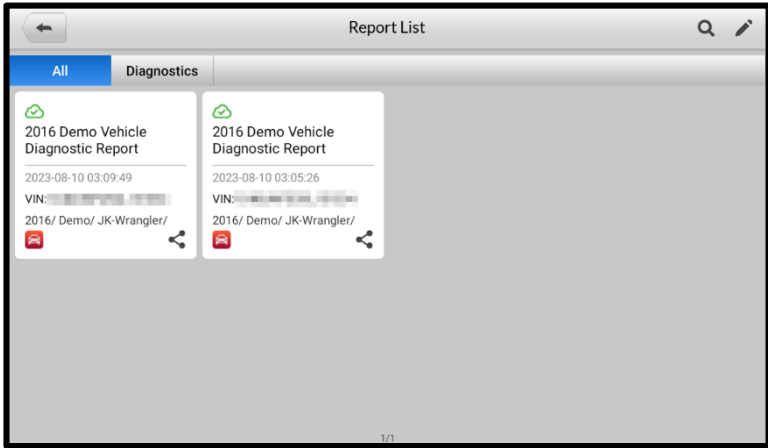 Report List
All
Diagnostics
2016 Demo Vehicle
Diagnostic Report
2023-08-10 03:09:49
VIN:
2016/ Demo/ JK-Wrangler/
2016 Demo Vehicle
Diagnostic Report
2023-08-10 03:05:26
VIN:
2016/ Demo/ JK-Wrangler/
1/1